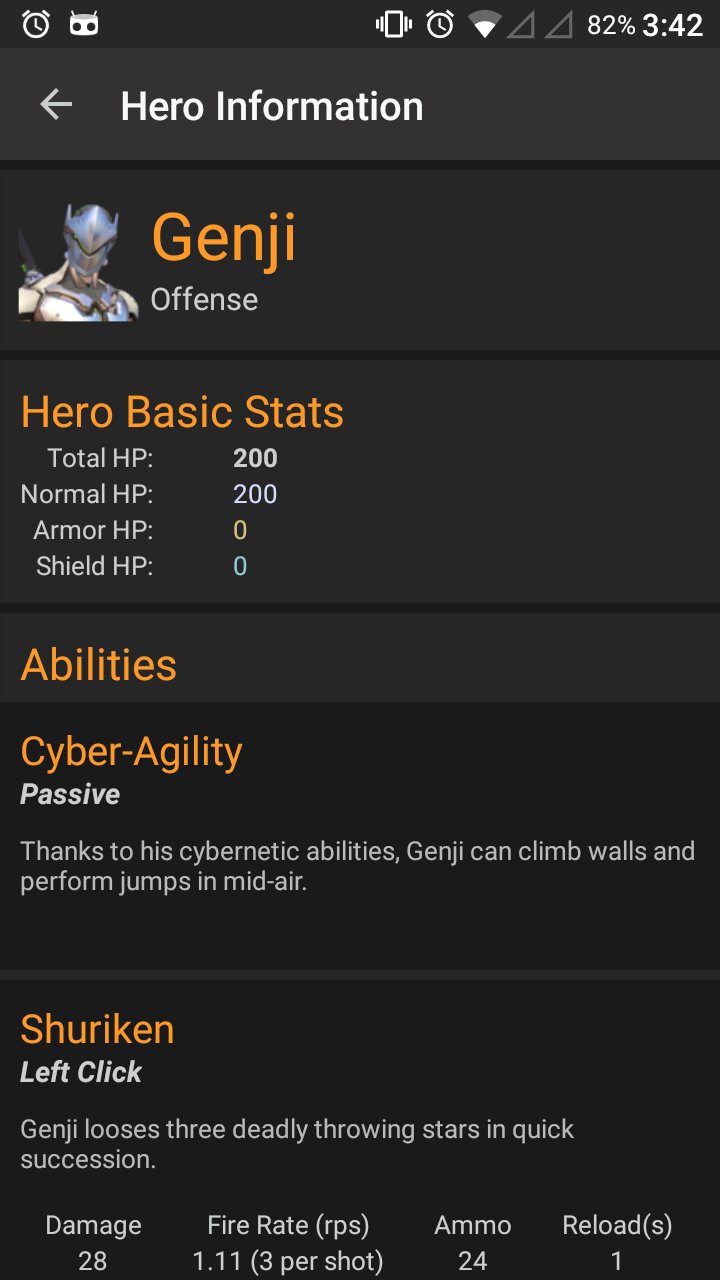 82% 3:42
Hero Information
Genji
Offense
Hero Basic Stats
Total HP: 200
Normal HP: 200
Armor HP: 0
Shield HP: 0
Abilities
Cyber-Agility
Passive
Thanks to his cybernetic abilities, Genji can climb walls and
perform jumps in mid-air.
Shuriken
Left Click
Genji looses three deadly throwing stars in quick
succession.
Damage Fire Rate (rps) Ammo Reload(s)
28 1.11 (3 per shot) 24 1